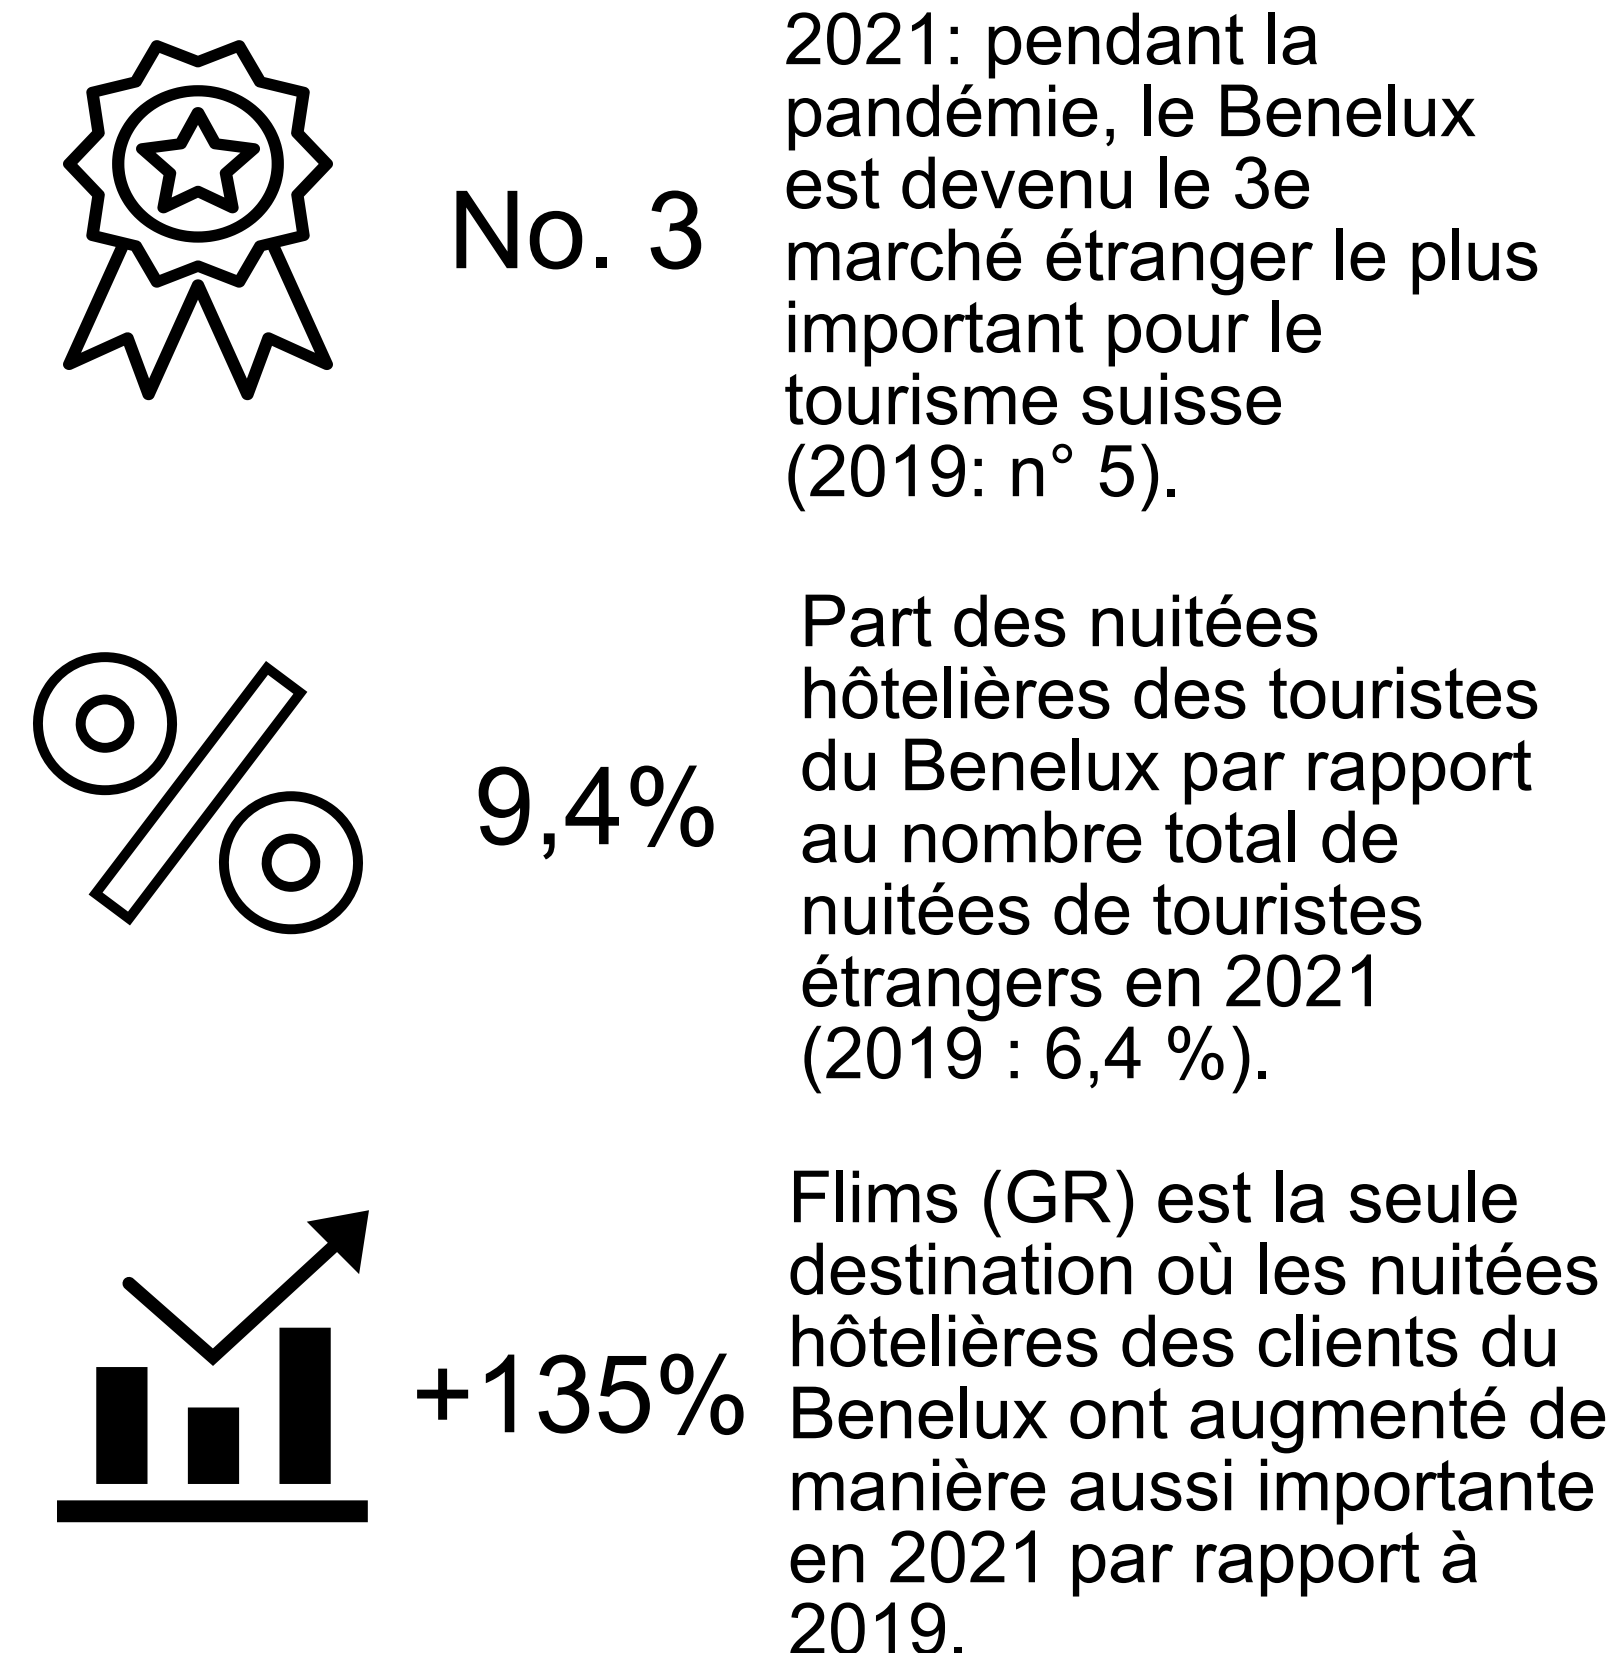 No. 3
2021: pendant la
pandémie, le Benelux
est devenu le 3e
marché étranger le plus
important pour le
tourisme suisse
(2019: n° 5).
9,4%
Part des nuitées
hôtelières des touristes
du Benelux par rapport
au nombre total de
nuitées de touristes
étrangers en 2021
(2019 : 6,4 %).
+135%
Flims (GR) est la seule
destination où les nuitées
hôtelières des clients du
Benelux ont augmenté de
manière aussi importante
en 2021 par rapport à
2019.